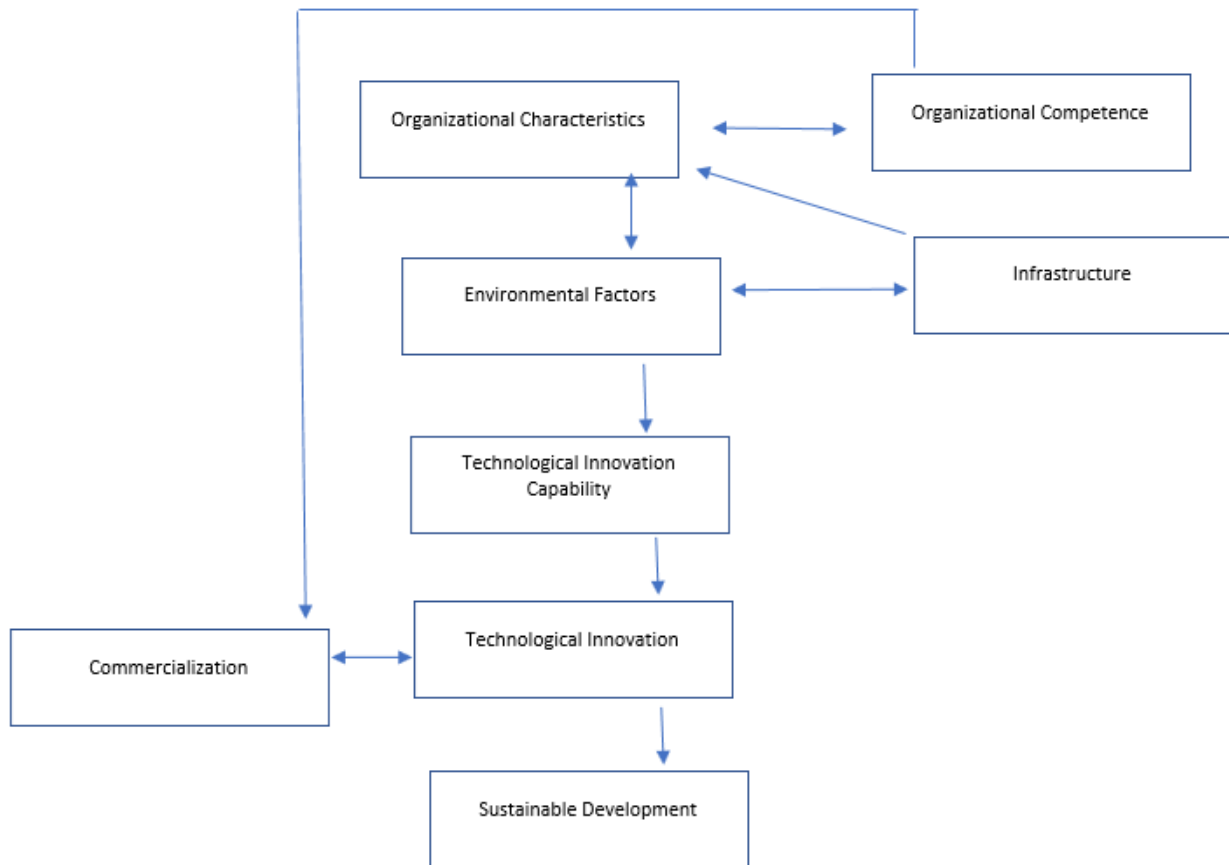 Organizational Characteristics
Organizational Competence
Infrastructure
Environmental Factors
Technological Innovation
Capability
Technological Innovation
Commercialization
Sustainable Development